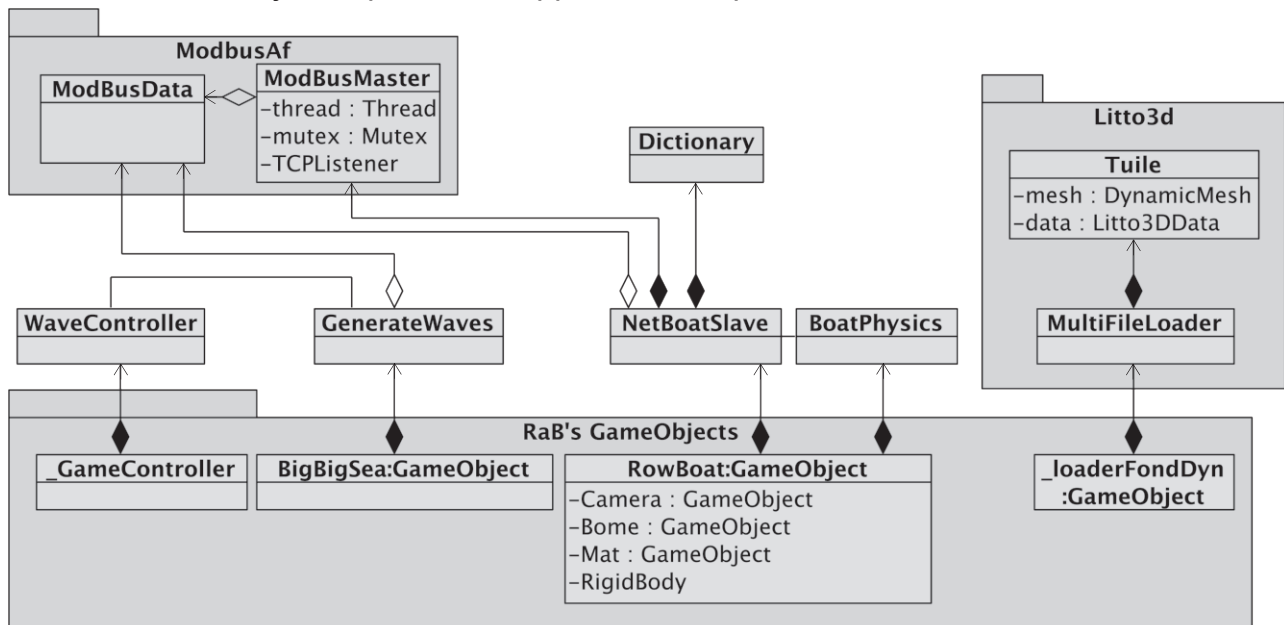 ModbusAf
ModBusData
ModBusMaster
–thread : Thread
–mutex : Mutex
–TCPListener
Dictionary
Litto3d
Tuile
–mesh : DynamicMesh
–data : Litto3DData
WaveController
GenerateWaves
NetBoatSlave
BoatPhysics
MultiFileLoader
RaB's GameObjects
_GameController
BigBigSea:GameObject
RowBoat:GameObject
–Camera : GameObject
–Bome : GameObject
–Mat : GameObject
–RigidBody
_loaderFondDyn
:GameObject